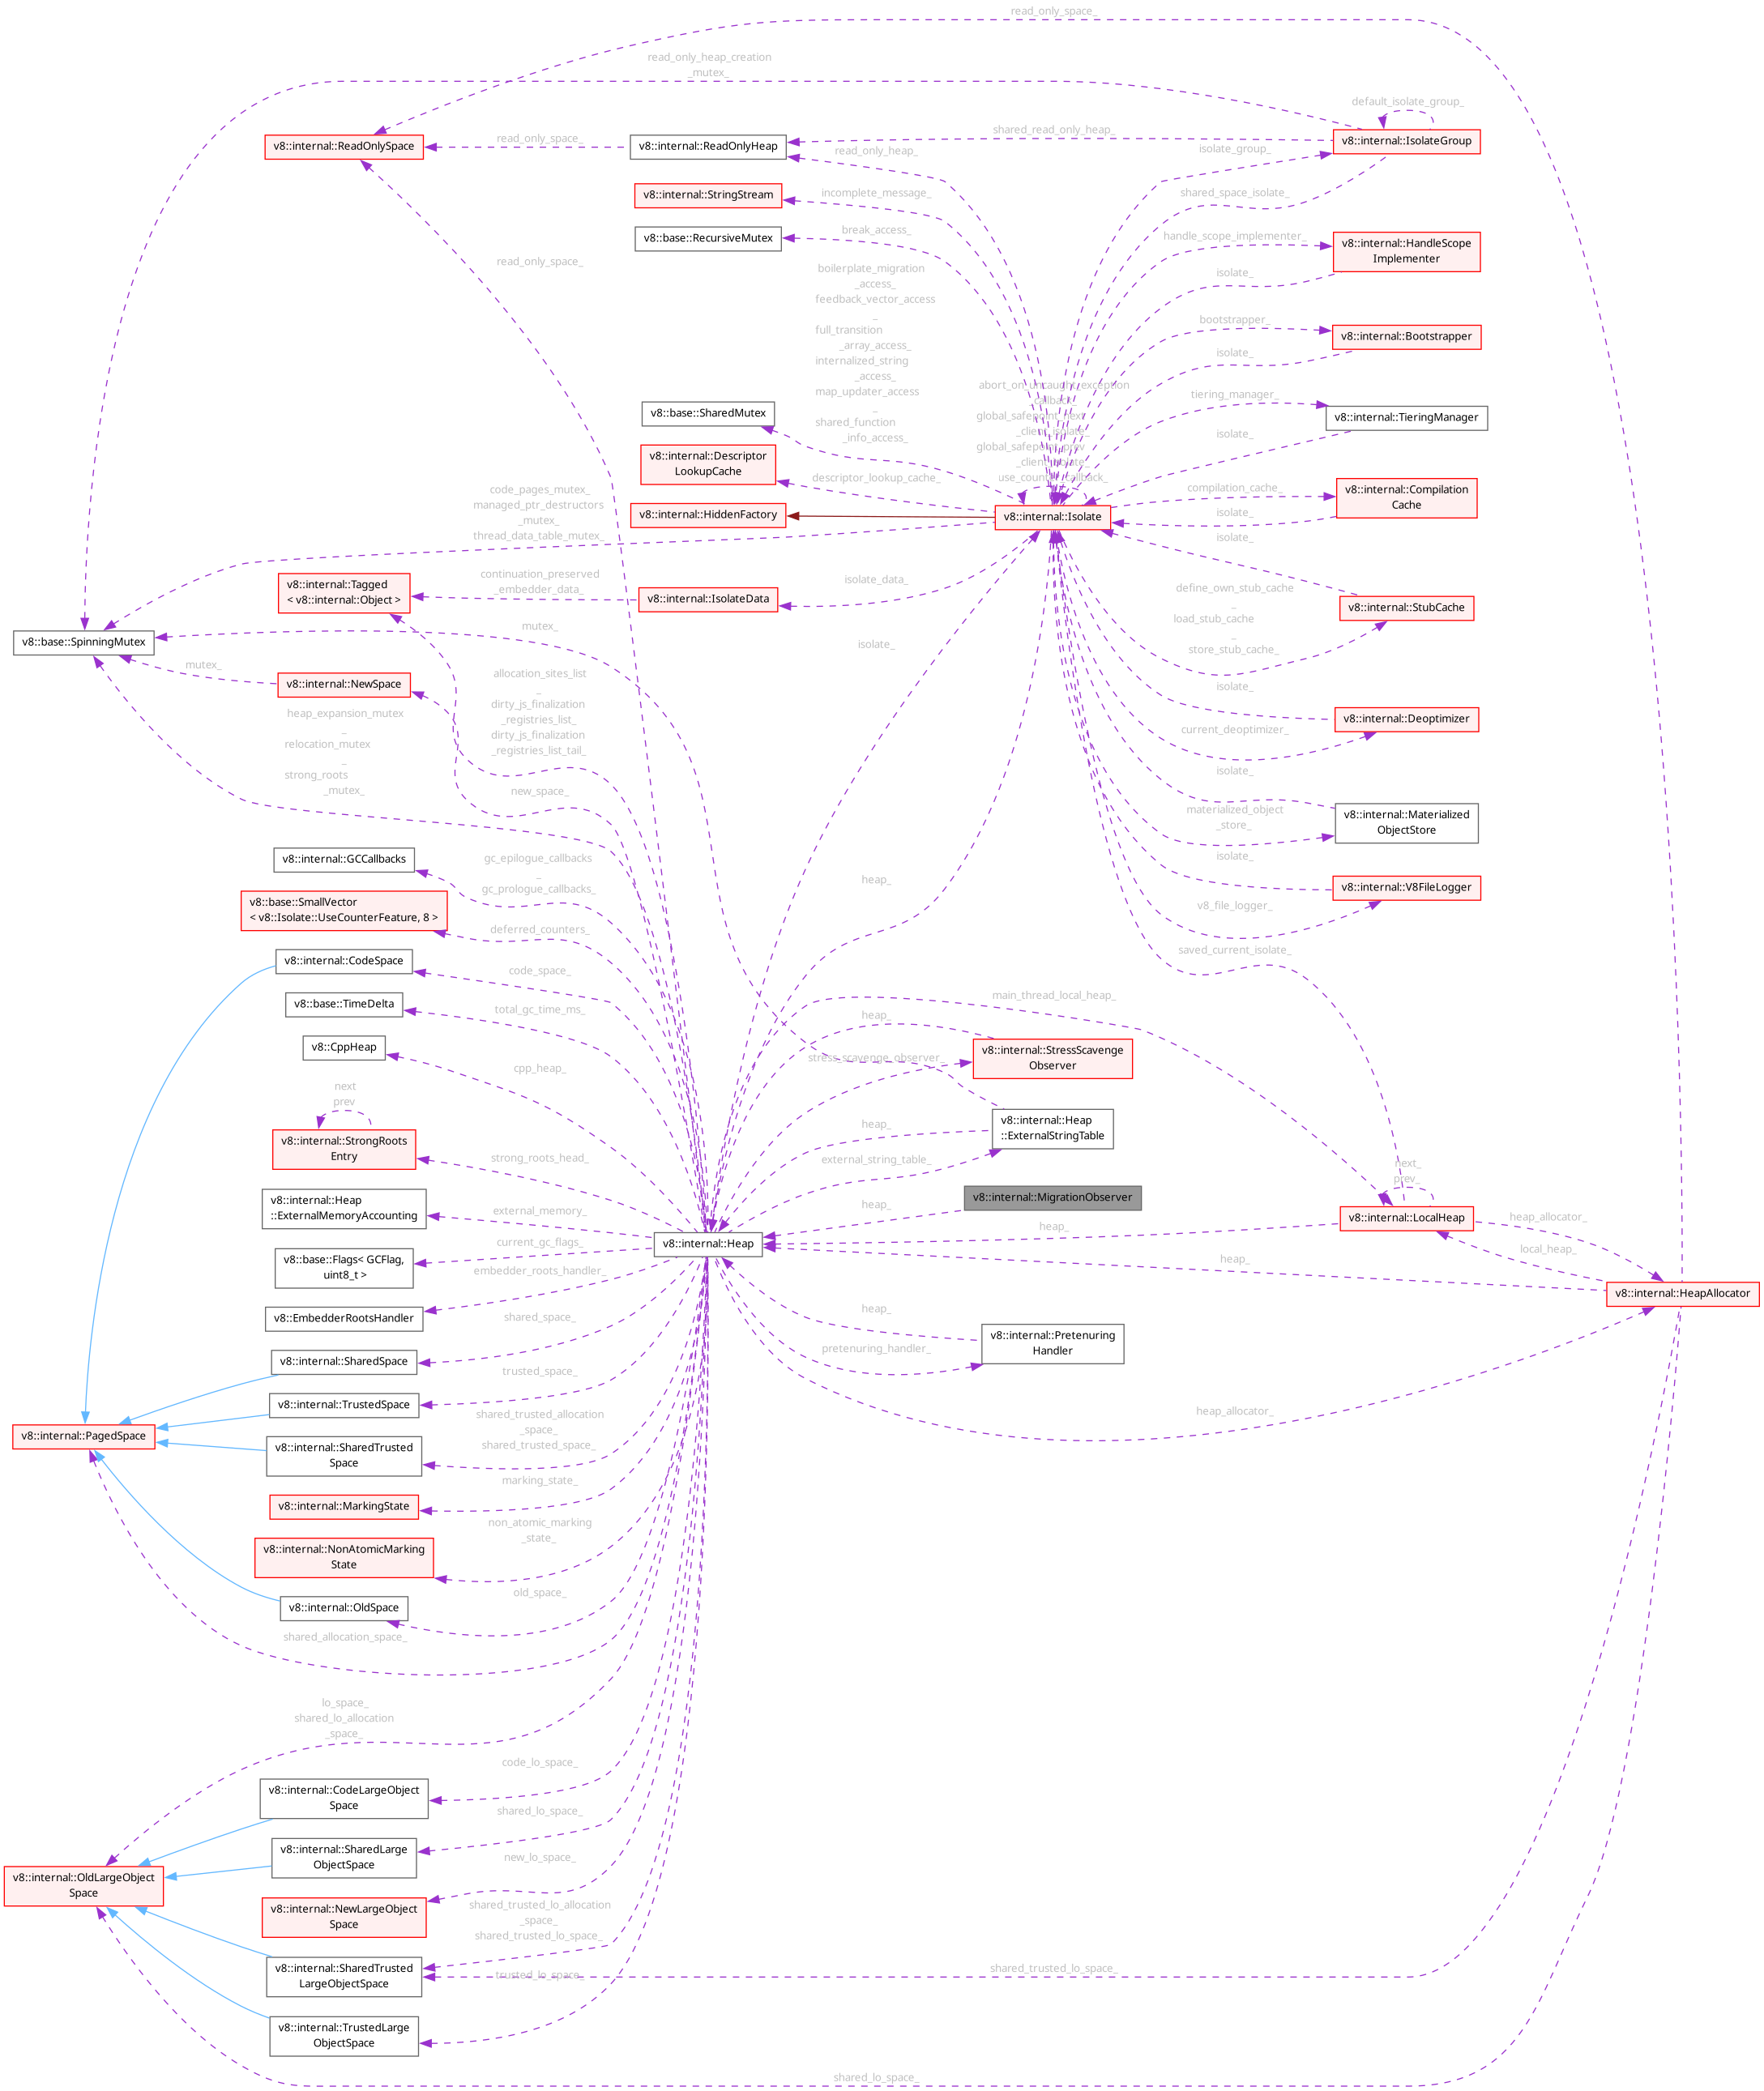 read_only_space_
read_only_heap_creation
_mutex_
default_isolate_group_
v8::internal::ReadOnlySpace
read_only_space_
v8::internal::ReadOnlyHeap
shared_read_only_heap_
v8::internal::IsolateGroup
read_only_heap_
isolate_group_
v8::internal::StringStream
incomplete_message_
shared_space_isolate_
v8::base::RecursiveMutex
break_access_
handle_scope_implementer_
v8::internal::HandleScope
Implementer
read_only_space_
isolate_
boilerplate_migration
_access_
feedback_vector_access
_
full_transition
_array_access_
internalized_string
_access_
map_updater_access
_
shared_function
_info_access_
bootstrapper_
v8::internal::Bootstrapper
isolate_
v8::base::SharedMutex
abort_on_uncaught_exception
_callback_
global_safepoint_next
_client_isolate_
global_safepoint_prev
_client_isolate_
use_counter_callback_
tiering_manager_
v8::internal::TieringManager
isolate_
v8::internal::Descriptor
LookupCache
descriptor_lookup_cache_
compilation_cache_
v8::internal::Compilation
Cache
isolate_
v8::internal::HiddenFactory
v8::internal::Isolate
code_pages_mutex_
managed_ptr_destructors
_mutex_
thread_data_table_mutex_
isolate_
v8::internal::Tagged
< v8::internal::Object >
continuation_preserved
_embedder_data_
v8::internal::IsolateData
isolate_data_
define_own_stub_cache
_
load_stub_cache
_
store_stub_cache_
v8::internal::StubCache
v8::base::SpinningMutex
mutex_
isolate_
mutex_
v8::internal::NewSpace
allocation_sites_list
_
dirty_js_finalization
_registries_list_
dirty_js_finalization
_registries_list_tail_
isolate_
heap_expansion_mutex
_
relocation_mutex
_
strong_roots
_mutex_
current_deoptimizer_
v8::internal::Deoptimizer
isolate_
new_space_
materialized_object
_store_
v8::internal::Materialized
ObjectStore
v8::internal::GCCallbacks
gc_epilogue_callbacks
_
gc_prologue_callbacks_
heap_
isolate_
v8::internal::V8FileLogger
v8_file_logger_
v8::base::SmallVector
< v8::Isolate::UseCounterFeature, 8 >
deferred_counters_
saved_current_isolate_
v8::internal::CodeSpace
code_space_
v8::base::TimeDelta
total_gc_time_ms_
main_thread_local_heap_
heap_
v8::CppHeap
cpp_heap_
stress_scavenge_observer_
v8::internal::StressScavenge
Observer
next
prev
v8::internal::StrongRoots
Entry
strong_roots_head_
heap_
v8::internal::Heap
::ExternalStringTable
external_string_table_
next_
prev_
v8::internal::Heap
::ExternalMemoryAccounting
external_memory_
heap_
v8::internal::MigrationObserver
v8::internal::LocalHeap
heap_allocator_
v8::internal::Heap
heap_
v8::base::Flags< GCFlag,
uint8_t >
current_gc_flags_
local_heap_
heap_
embedder_roots_handler_
v8::internal::HeapAllocator
v8::EmbedderRootsHandler
shared_space_
heap_
v8::internal::Pretenuring
Handler
pretenuring_handler_
v8::internal::SharedSpace
trusted_space_
v8::internal::TrustedSpace
heap_allocator_
v8::internal::PagedSpace
shared_trusted_allocation
_space_
shared_trusted_space_
v8::internal::SharedTrusted
Space
marking_state_
v8::internal::MarkingState
non_atomic_marking
_state_
v8::internal::NonAtomicMarking
State
old_space_
v8::internal::OldSpace
shared_allocation_space_
lo_space_
shared_lo_allocation
_space_
code_lo_space_
v8::internal::CodeLargeObject
Space
shared_lo_space_
v8::internal::SharedLarge
ObjectSpace
v8::internal::OldLargeObject
Space
new_lo_space_
v8::internal::NewLargeObject
Space
shared_trusted_lo_allocation
_space_
shared_trusted_lo_space_
v8::internal::SharedTrusted
LargeObjectSpace
trusted_lo_space_
shared_trusted_lo_space_
v8::internal::TrustedLarge
ObjectSpace
shared_lo_space_